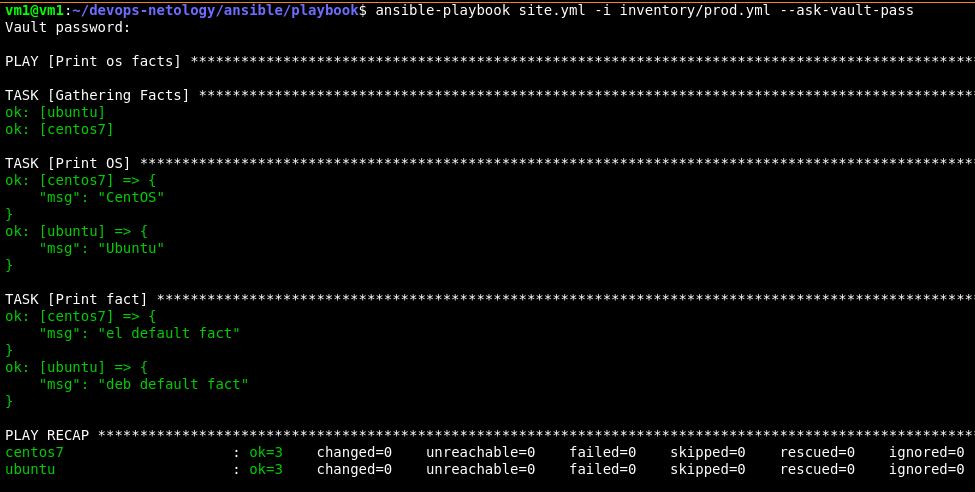 vm1@vm1:~/devops-netology/ansible/playbook$ ansible-playbook site.yml -i inventory/prod.yml --ask-vault-pass
Vault password:
PLAY [Print os facts] *********************************************************************************************
TASK [Gathering Facts] ********************************************************************************************
ok: [ubuntu]
ok: [centos7]
TASK [Print OS] ***************************************************************************************************
ok: [centos7] => {
    "msg": "CentOS"
}
ok: [ubuntu] => {
    "msg": "Ubuntu"
}
TASK [Print fact] *************************************************************************************************
ok: [centos7] => {
    "msg": "el default fact"
}
ok: [ubuntu] => {
    "msg": "deb default fact"
}
PLAY RECAP ********************************************************************************************************
centos7                    : ok=3    changed=0    unreachable=0    failed=0    skipped=0    rescued=0    ignored=0
ubuntu                     : ok=3    changed=0    unreachable=0    failed=0    skipped=0    rescued=0    ignored=0